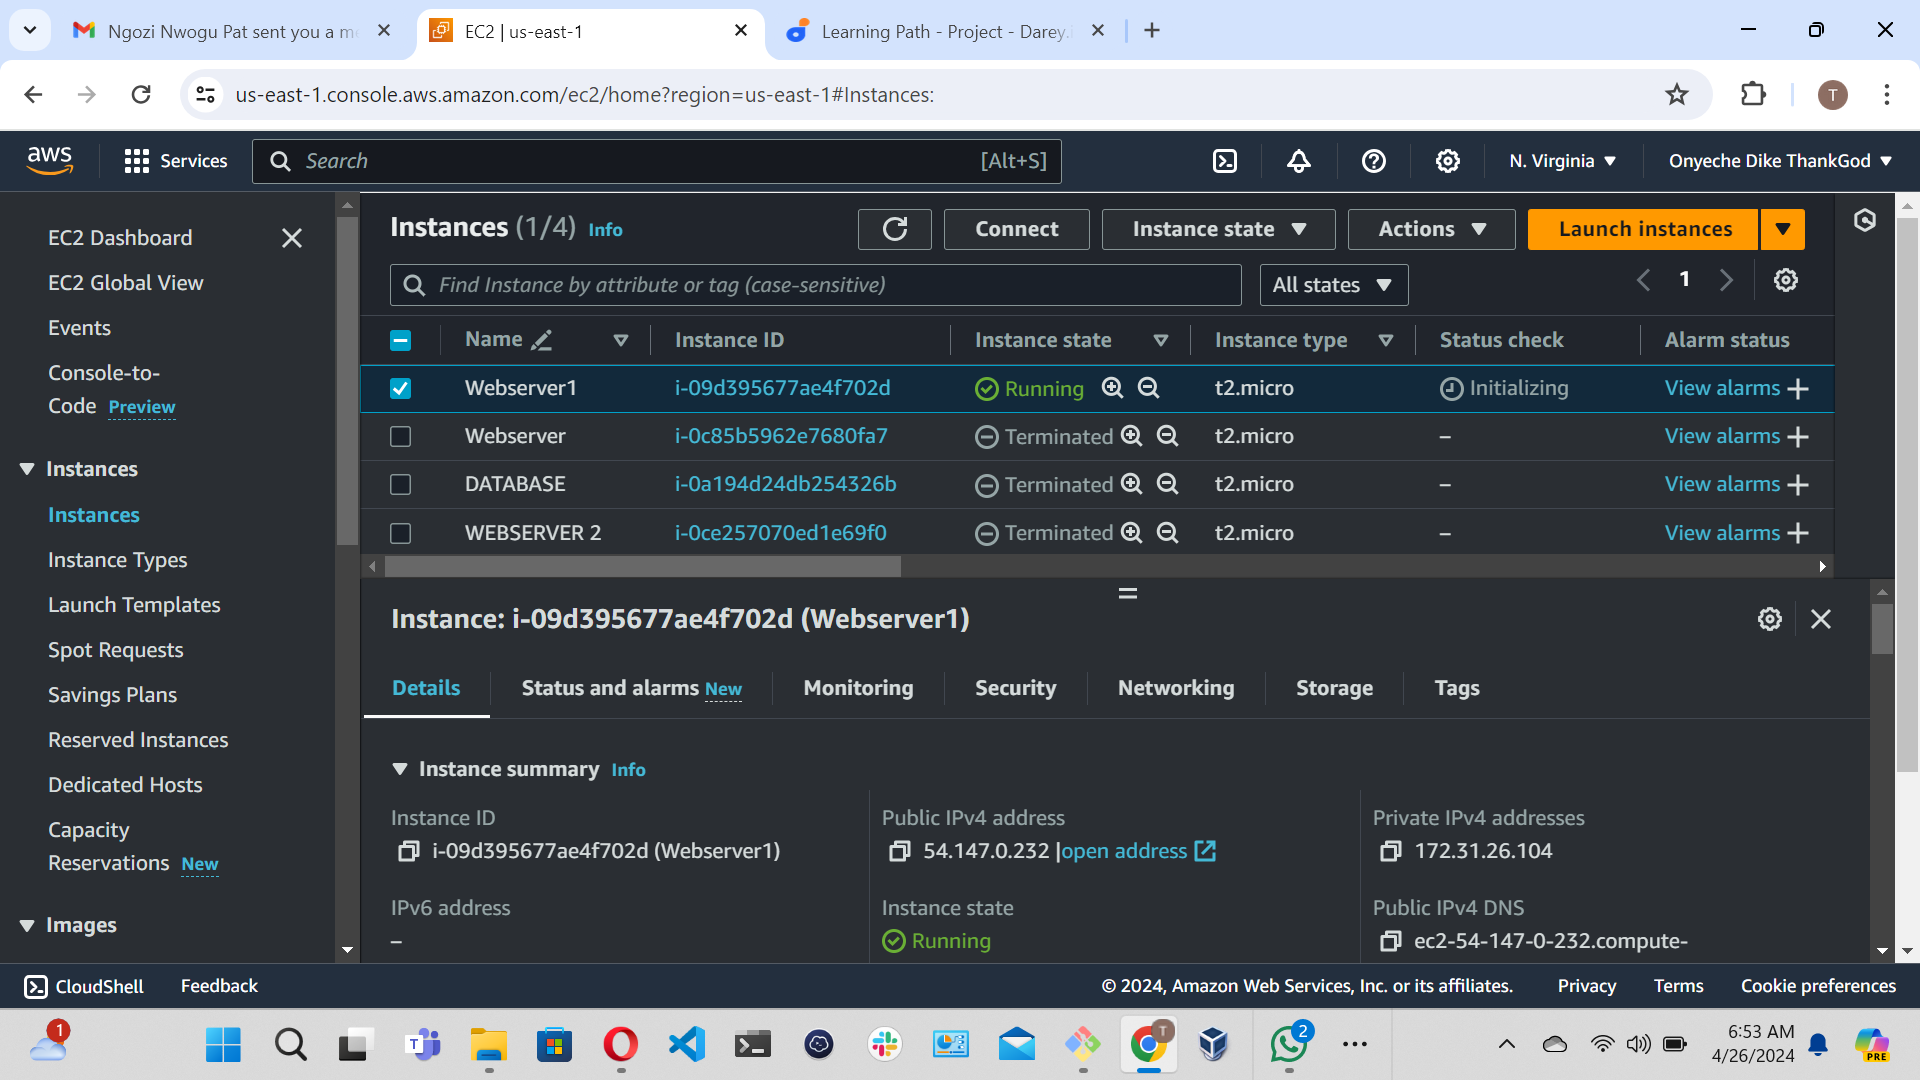 Ngozi Nwogu Pat sent you a me
EC2 | us-east-1
Learning Path - Project - Darey.i
us-east-1.console.aws.amazon.com/ec2/home?region=us-east-1#Instances:
T
aws
Services
Search
[Alt+S]
N. Virginia
Onyeche Dike ThankGod
EC2 Dashboard
EC2 Global View
Events
Console-to-
Code Preview
Instances
Instances
Instance Types
Launch Templates
Spot Requests
Savings Plans
Reserved Instances
Dedicated Hosts
Capacity
Reservations New
Images
Instances (1/4) Info
Connect
Instance state
Actions
Launch instances
Find Instance by attribute or tag (case-sensitive)
All states
1
Name Instance ID Instance state Instance type Status check Alarm status
Webserver1 i-09d395677ae4f702d Running t2.micro Initializing View alarms +
Webserver i-0c85b5962e7680fa7 Terminated t2.micro – View alarms +
DATABASE i-0a194d24db254326b Terminated t2.micro – View alarms +
WEBSERVER 2 i-0ce257070ed1e69f0 Terminated t2.micro – View alarms +
Instance: i-09d395677ae4f702d (Webserver1)
Details
Status and alarms New
Monitoring
Security
Networking
Storage
Tags
Instance summary Info
Instance ID
i-09d395677ae4f702d (Webserver1)
Public IPv4 address
54.147.0.232 |open address
Private IPv4 addresses
172.31.26.104
IPv6 address
–
Instance state
Running
Public IPv4 DNS
ec2-54-147-0-232.compute-
CloudShell
Feedback
© 2024, Amazon Web Services, Inc. or its affiliates.
Privacy
Terms
Cookie preferences
1
T
T
2
6:53 AM
4/26/2024
PRE